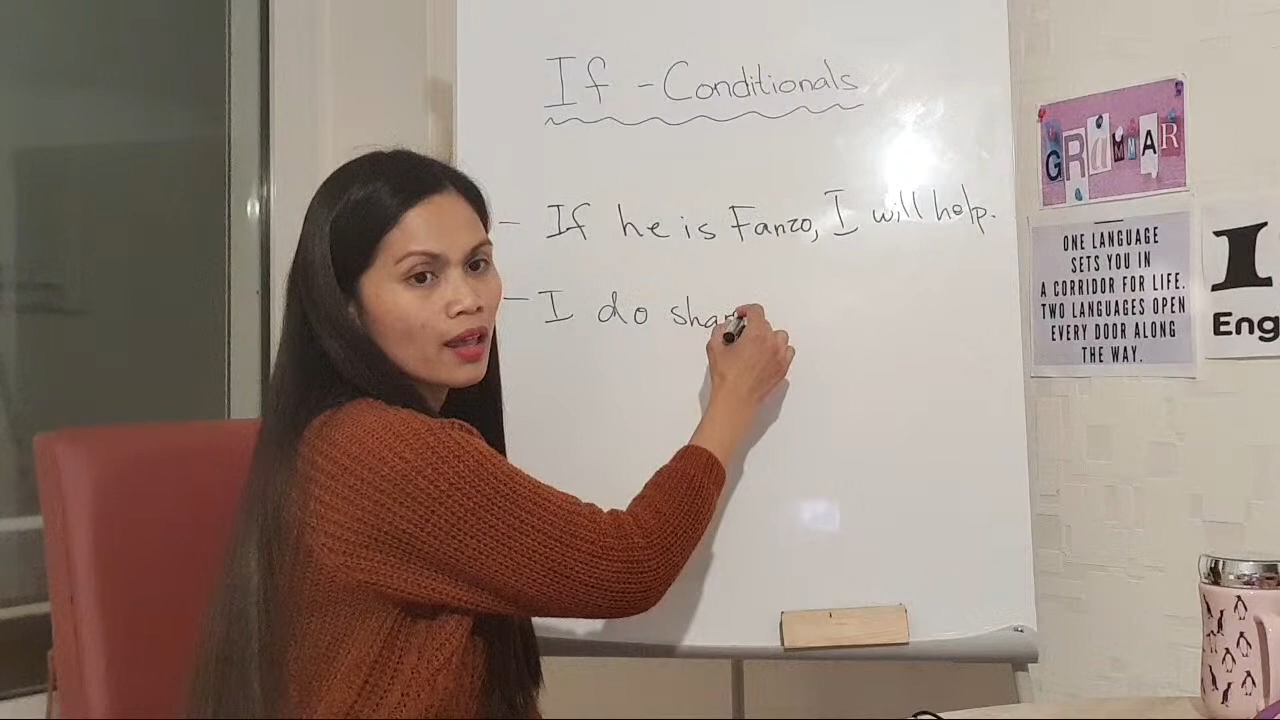 If - Conditionals
- If he is Fanzo, I will help.
- I do shar
GRAMMAR
ONE LANGUAGE
SETS YOU IN
A CORRIDOR FOR LIFE.
TWO LANGUAGES OPEN
EVERY DOOR ALONG
THE WAY.
I
Eng